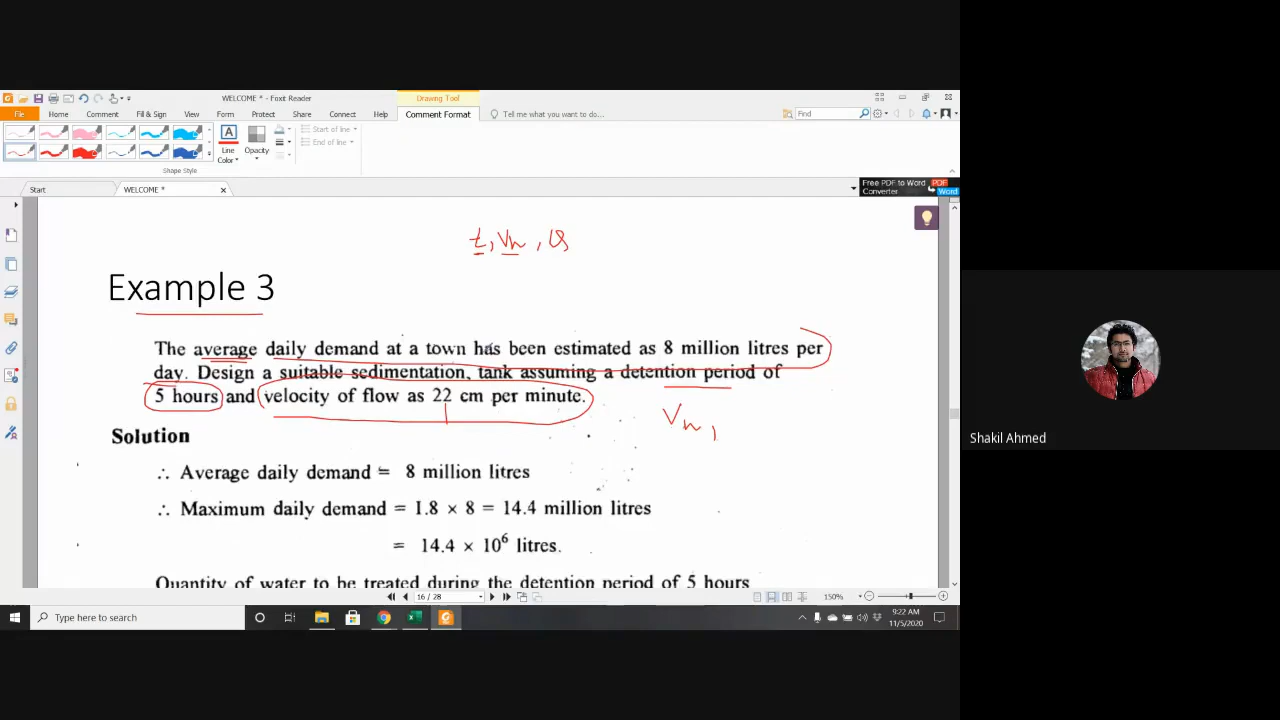 WELCOME * - Foxit Reader
Drawing Tool
File Home Comment Fill & Sign View Form Protect Share Connect Help Comment Format Tell me what you want to do... Find
Line Color Opacity Start of line
End of line
Shape Style
Start WELCOME *
Free PDF to Word Converter PDF Word
t, Vh, Q
Example 3
The average daily demand at a town has been estimated as 8 million litres per
day. Design a suitable sedimentation, tank assuming a detention period of
5 hours and velocity of flow as 22 cm per minute.
Vh,
Solution
∴ Average daily demand = 8 million litres
∴ Maximum daily demand = 1.8 × 8 = 14.4 million litres
= 14.4 × 10⁶ litres.
Quantity of water to be treated during the detention period of 5 hours
Shakil Ahmed
16 / 28 150%
Type here to search
9:22 AM
11/5/2020